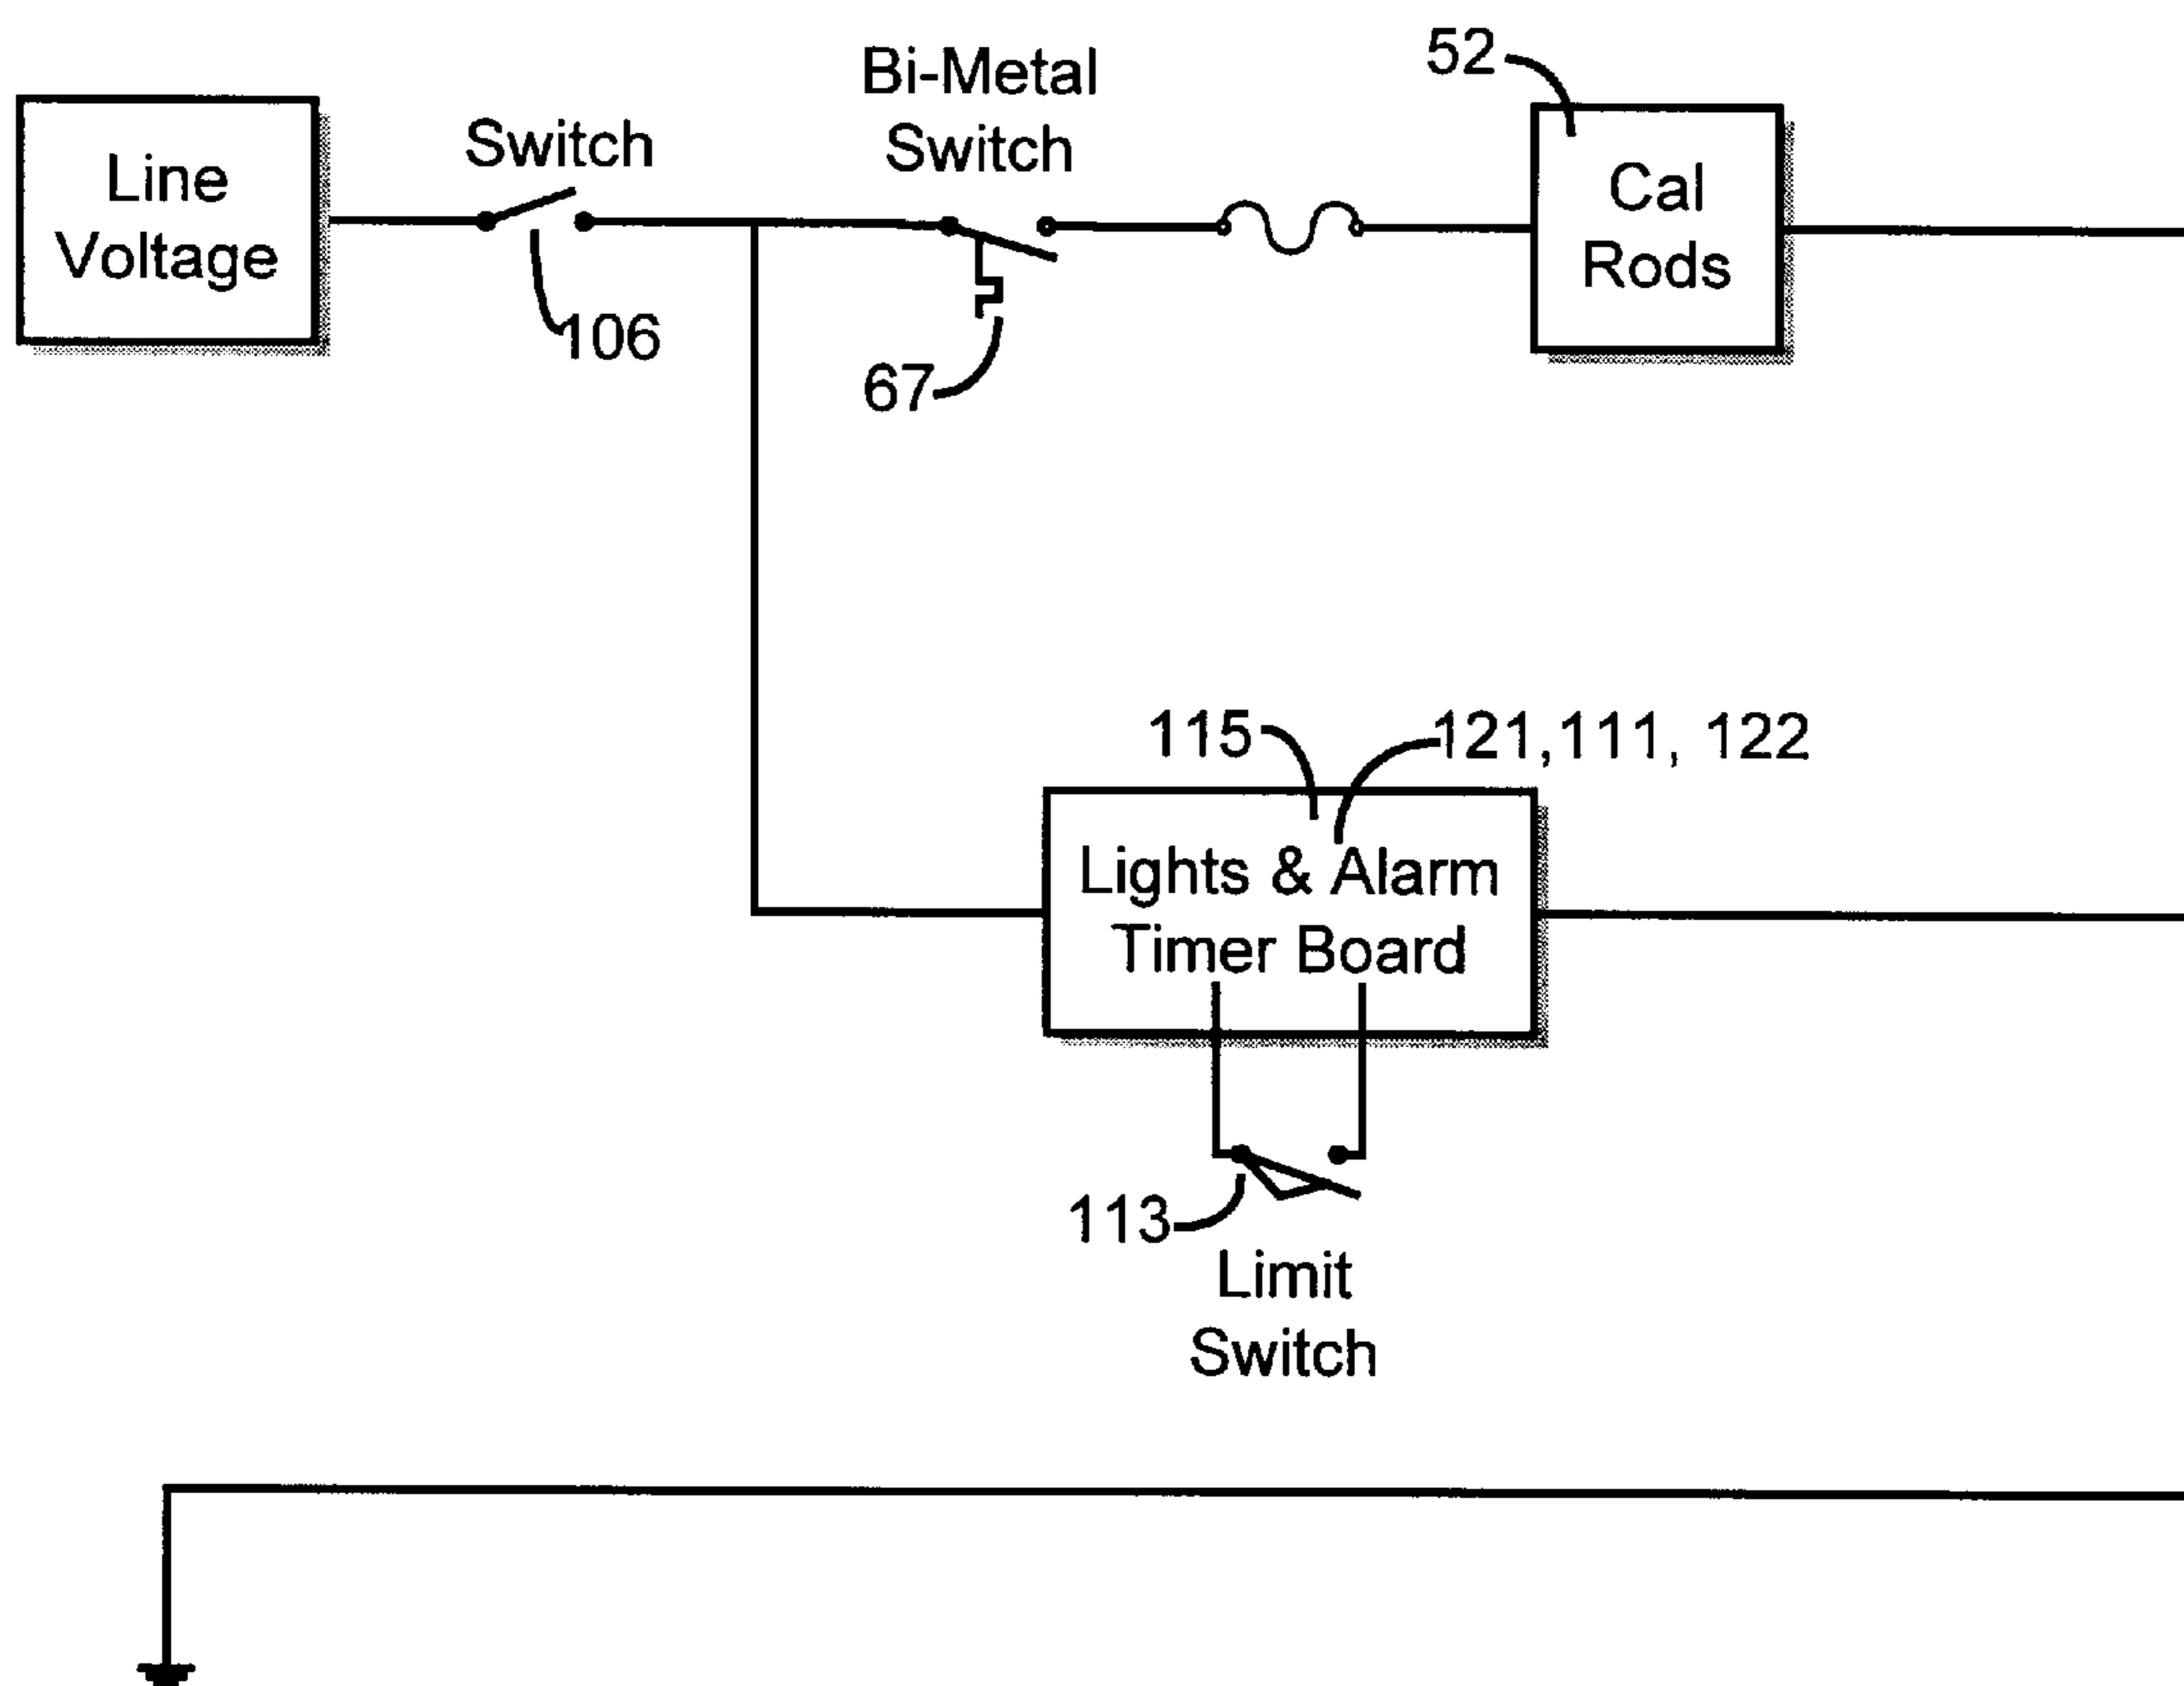 52
Bi-Metal
Switch
Switch
Line
Voltage
Cal
Rods
106
67
115
121,111, 122
Lights & Alarm
Timer Board
113
Limit
Switch